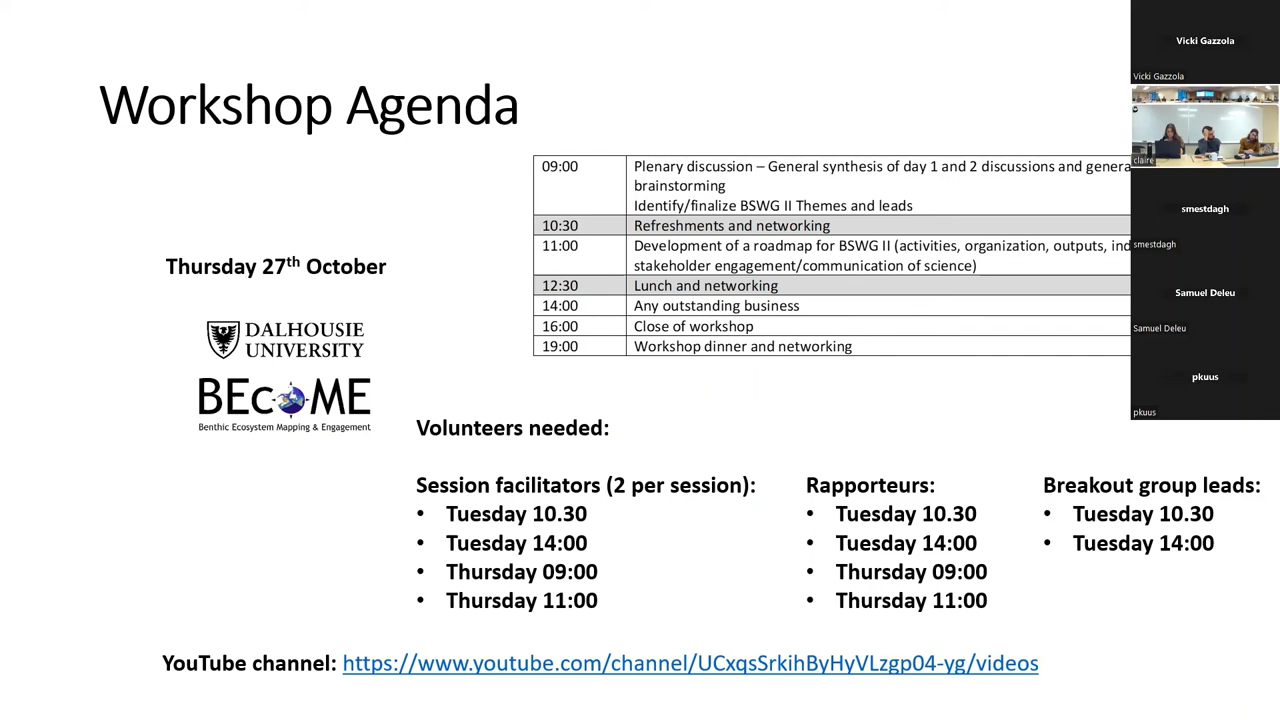 Workshop Agenda
Thursday 27th October
DALHOUSIE
UNIVERSITY
BEcoME
Benthic Ecosystem Mapping & Engagement
09:00 Plenary discussion – General synthesis of day 1 and 2 discussions and genera
brainstorming
Identify/finalize BSWG II Themes and leads
10:30 Refreshments and networking
11:00 Development of a roadmap for BSWG II (activities, organization, outputs, ind
stakeholder engagement/communication of science)
12:30 Lunch and networking
14:00 Any outstanding business
16:00 Close of workshop
19:00 Workshop dinner and networking
Volunteers needed:
Session facilitators (2 per session):
• Tuesday 10.30
• Tuesday 14:00
• Thursday 09:00
• Thursday 11:00
Rapporteurs:
• Tuesday 10.30
• Tuesday 14:00
• Thursday 09:00
• Thursday 11:00
Breakout group leads:
• Tuesday 10.30
• Tuesday 14:00
YouTube channel: https://www.youtube.com/channel/UCxqsSrkihByHyVLzgp04-yg/videos
Vicki Gazzola
Vicki Gazzola
claire
smestdagh
smestdagh
Samuel Deleu
Samuel Deleu
pkuus
pkuus